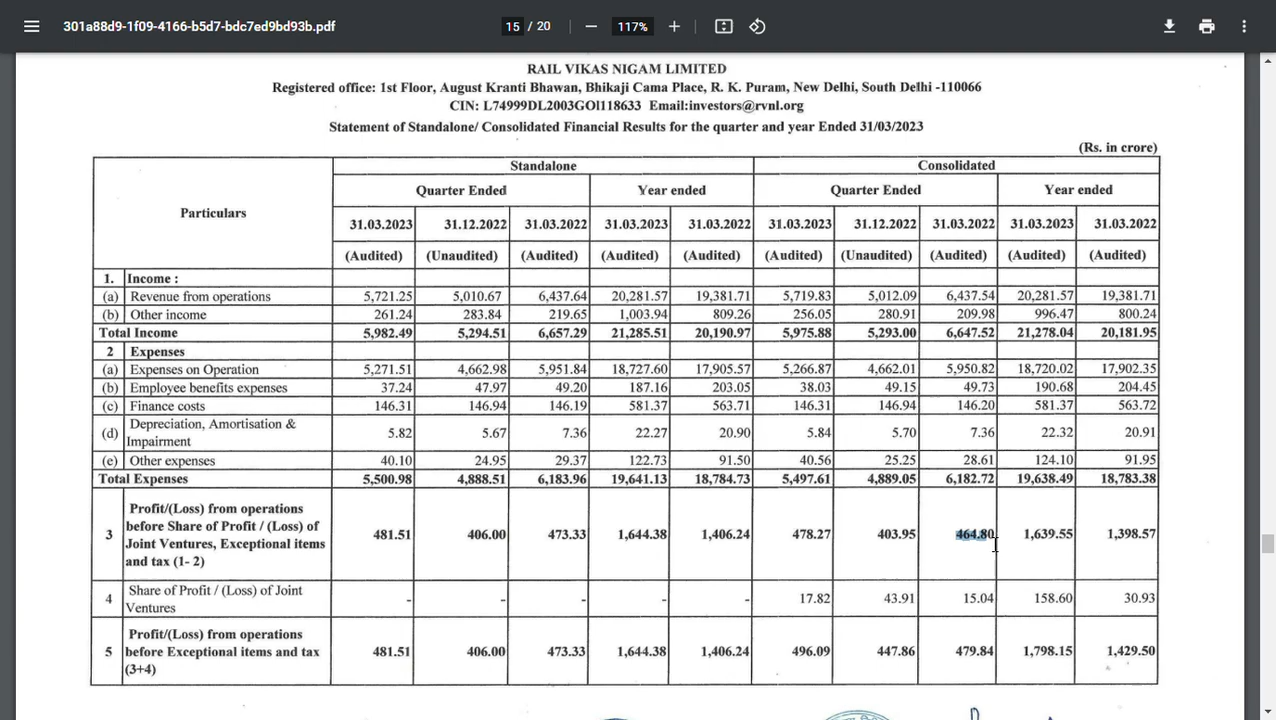 301a88d9-1f09-4166-b5d7-bdc7ed9bd93b.pdf
15 / 20
117%
RAIL VIKAS NIGAM LIMITED
Registered office: 1st Floor, August Kranti Bhawan, Bhikaji Cama Place, R. K. Puram, New Delhi, South Delhi -110066
CIN: L74999DL2003GOI118633 Email:investors@rvnl.org
Statement of Standalone/ Consolidated Financial Results for the quarter and year Ended 31/03/2023
(Rs. in crore)
Particulars Standalone Consolidated
Quarter Ended Year ended Quarter Ended Year ended
31.03.2023 31.12.2022 31.03.2022 31.03.2023 31.03.2022 31.03.2023 31.12.2022 31.03.2022 31.03.2023 31.03.2022
(Audited) (Unaudited) (Audited) (Audited) (Audited) (Audited) (Unaudited) (Audited) (Audited) (Audited)
1. Income :
(a) Revenue from operations 5,721.25 5,010.67 6,437.64 20,281.57 19,381.71 5,719.83 5,012.09 6,437.54 20,281.57 19,381.71
(b) Other income 261.24 283.84 219.65 1,003.94 809.26 256.05 280.91 209.98 996.47 800.24
Total Income 5,982.49 5,294.51 6,657.29 21,285.51 20,190.97 5,975.88 5,293.00 6,647.52 21,278.04 20,181.95
2 Expenses
(a) Expenses on Operation 5,271.51 4,662.98 5,951.84 18,727.60 17,905.57 5,266.87 4,662.01 5,950.82 18,720.02 17,902.35
(b) Employee benefits expenses 37.24 47.97 49.20 187.16 203.05 38.03 49.15 49.73 190.68 204.45
(c) Finance costs 146.31 146.94 146.19 581.37 563.71 146.31 146.94 146.20 581.37 563.72
(d) Depreciation, Amortisation &
Impairment 5.82 5.67 7.36 22.27 20.90 5.84 5.70 7.36 22.32 20.91
(e) Other expenses 40.10 24.95 29.37 122.73 91.50 40.56 25.25 28.61 124.10 91.95
Total Expenses 5,500.98 4,888.51 6,183.96 19,641.13 18,784.73 5,497.61 4,889.05 6,182.72 19,638.49 18,783.38
Profit/(Loss) from operations
before Share of Profit / (Loss) of
3 Joint Ventures, Exceptional items 481.51 406.00 473.33 1,644.38 1,406.24 478.27 403.95 464.80 1,639.55 1,398.57
and tax (1- 2)
4 Share of Profit / (Loss) of Joint
Ventures - - - - - 17.82 43.91 15.04 158.60 30.93
Profit/(Loss) from operations
5 before Exceptional items and tax 481.51 406.00 473.33 1,644.38 1,406.24 496.09 447.86 479.84 1,798.15 1,429.50
(3+4)